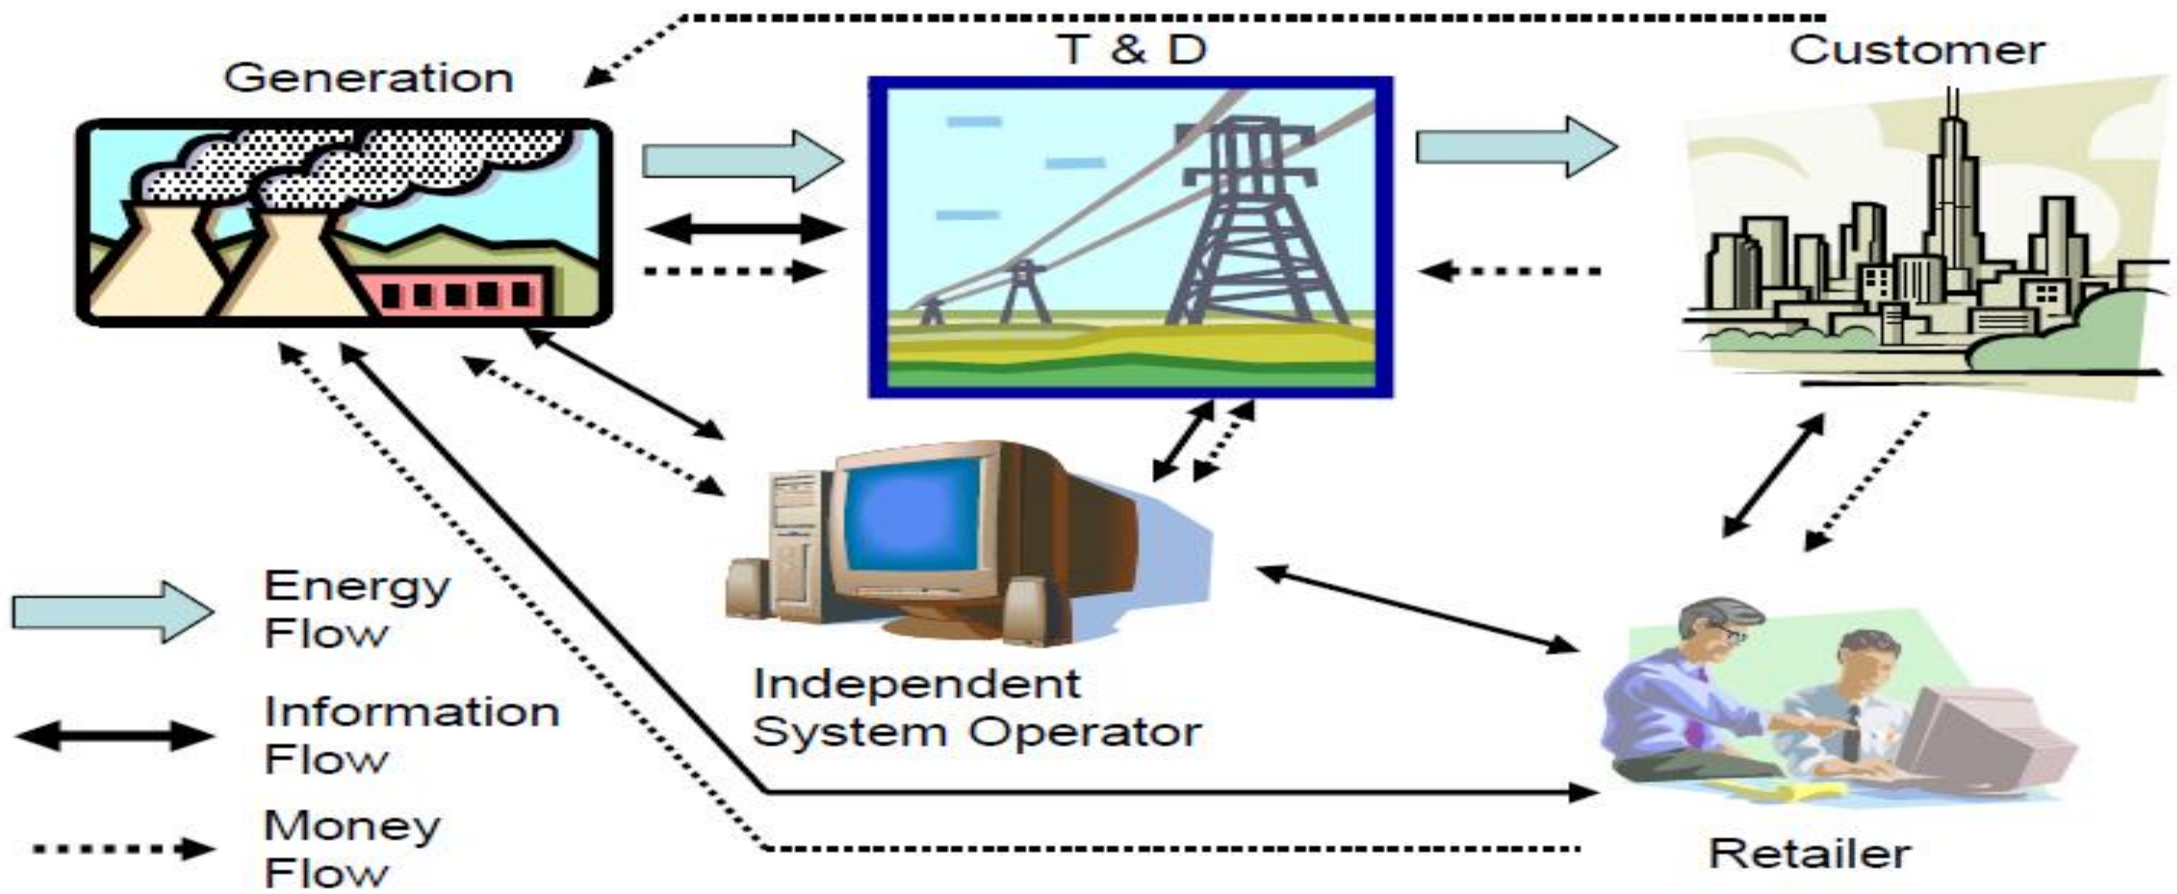 T & D
Customer
Generation
Energy
Flow
Independent
System Operator
Information
Flow
Money
Flow
Retailer